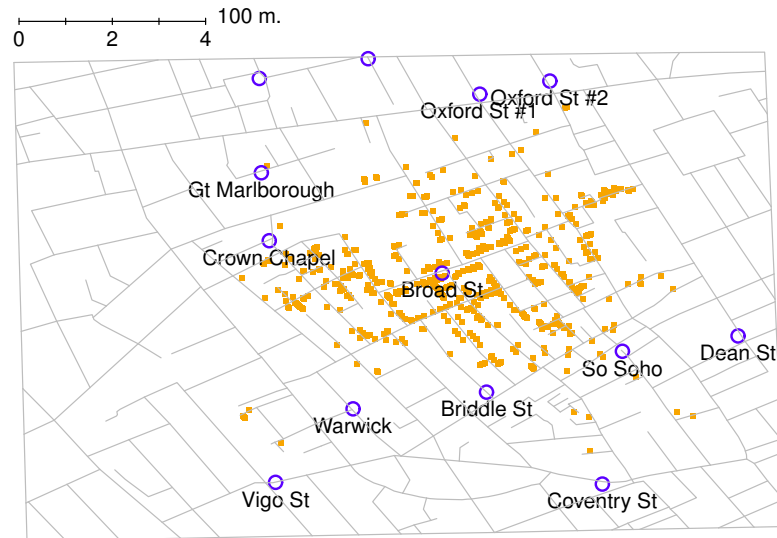 100 m.
0 2 4
Oxford St #2
Oxford St #1
Gt Marlborough
Crown Chapel
Broad St
Dean St
So Soho
Briddle St
Warwick
Vigo St
Coventry St